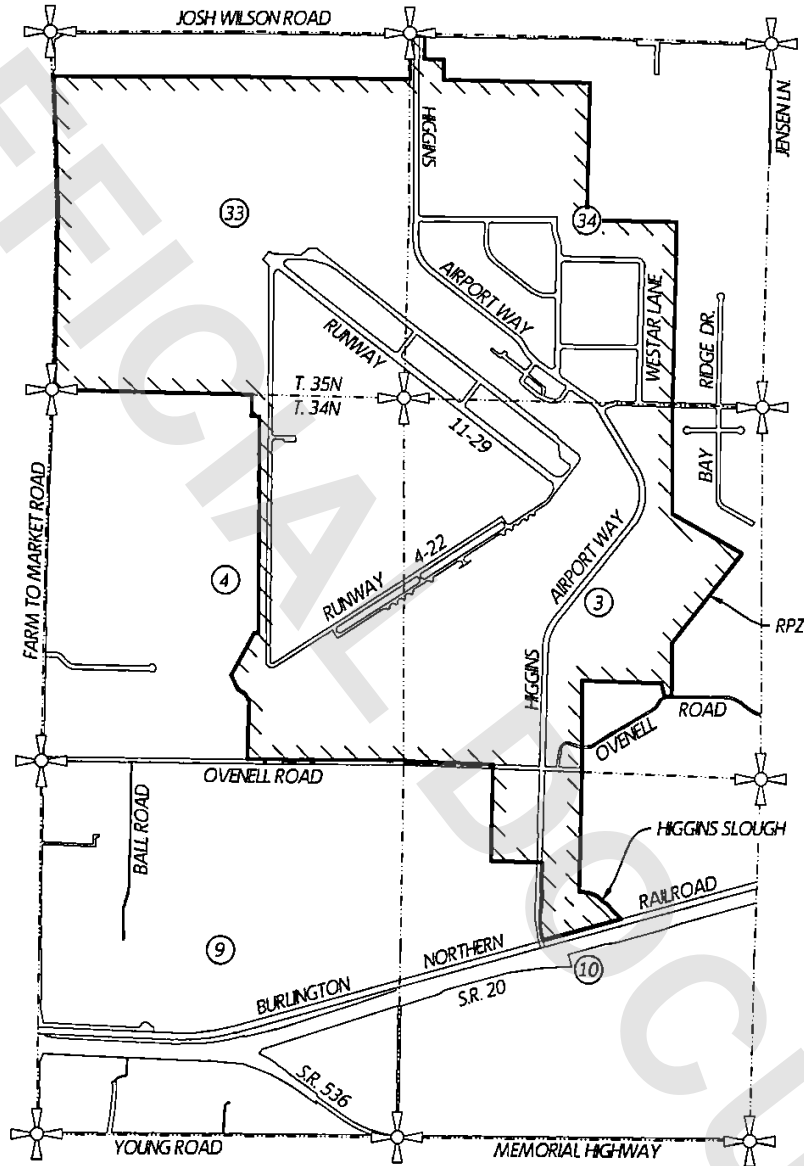 JOSH WILSON ROAD
HIGGINS
JENSEN LN.
33
34
AIRPORT WAY
WESTAR LANE
RIDGE DR.
BAY
RUNWAY
11-29
T. 35N
T. 34N
FARM TO MARKET ROAD
4
RUNWAY 4-22
AIRPORT WAY
3
RPZ
HIGGINS
OVENELL ROAD
OVENELL ROAD
BALL ROAD
HIGGINS SLOUGH
9
BURLINGTON NORTHERN RAILROAD
10
S.R. 20
S.R. 536
YOUNG ROAD
MEMORIAL HIGHWAY
FFICIAL DOCU